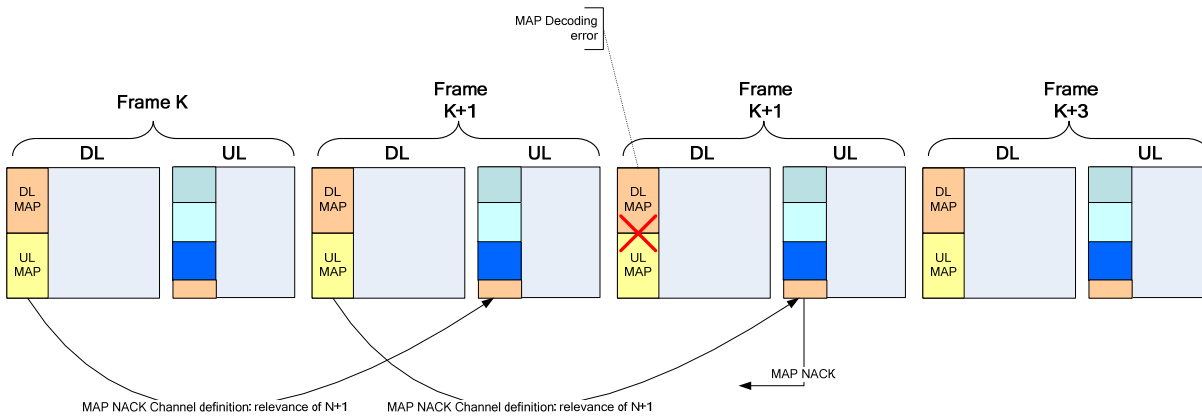 MAP Decoding
error
Frame K
Frame
K+1
Frame
K+1
Frame
K+3
DL
UL
DL
UL
DL
UL
DL
UL
DL
MAP
UL
MAP
DL
MAP
UL
MAP
DL
MAP
UL
MAP
DL
MAP
UL
MAP
MAP NACK
MAP NACK Channel definition: relevance of N+1
MAP NACK Channel definition: relevance of N+1